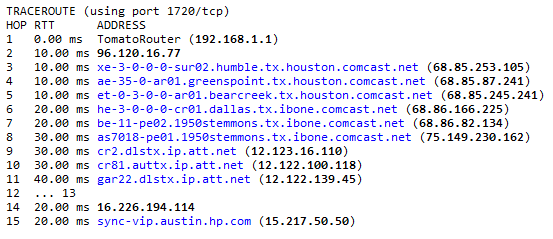 TRACEROUTE (using port 1720/tcp)
HOP RTT ADDRESS
1 0.00 ms TomatoRouter (192.168.1.1)
2 10.00 ms 96.120.16.77
3 10.00 ms xe-3-0-0-0-sur02.humble.tx.houston.comcast.net (68.85.253.105)
4 10.00 ms ae-35-0-ar01.greenspoint.tx.houston.comcast.net (68.85.87.241)
5 10.00 ms et-0-3-0-0-ar01.bearcreek.tx.houston.comcast.net (68.85.245.241)
6 20.00 ms he-3-0-0-0-cr01.dallas.tx.ibone.comcast.net (68.86.166.225)
7 20.00 ms be-11-pe02.1950stemmons.tx.ibone.comcast.net (68.86.82.134)
8 30.00 ms as7018-pe01.1950stemmons.tx.ibone.comcast.net (75.149.230.162)
9 30.00 ms cr2.dlstx.ip.att.net (12.123.16.110)
10 30.00 ms cr81.auttx.ip.att.net (12.122.100.118)
11 40.00 ms gar22.dlstx.ip.att.net (12.122.139.45)
12 ... 13
14 20.00 ms 16.226.194.114
15 20.00 ms sync-vip.austin.hp.com (15.217.50.50)